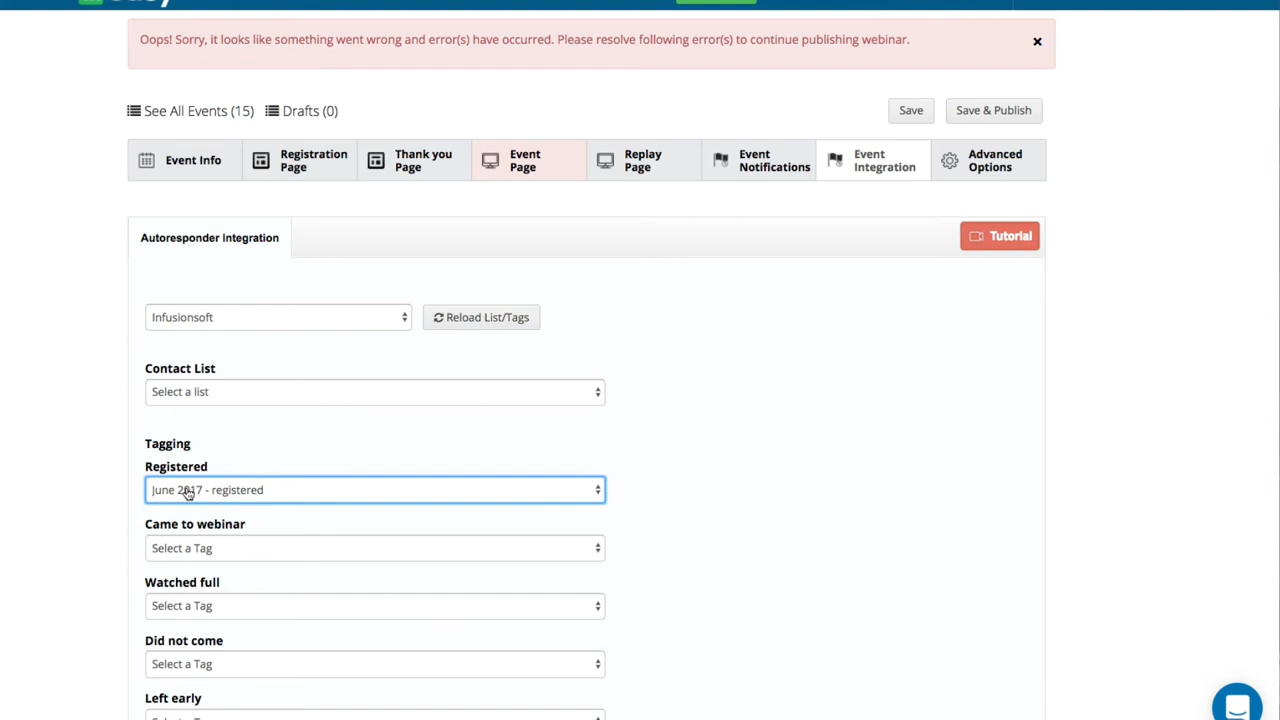 Oops! Sorry, it looks like something went wrong and error(s) have occurred. Please resolve following error(s) to continue publishing webinar.
See All Events (15) Drafts (0)
Save
Save & Publish
Event Info
Registration
Page
Thank you
Page
Event
Page
Replay
Page
Event
Notifications
Event
Integration
Advanced
Options
Autoresponder Integration
Tutorial
Infusionsoft
Reload List/Tags
Contact List
Select a list
Tagging
Registered
June 2017 - registered
Came to webinar
Select a Tag
Watched full
Select a Tag
Did not come
Select a Tag
Left early